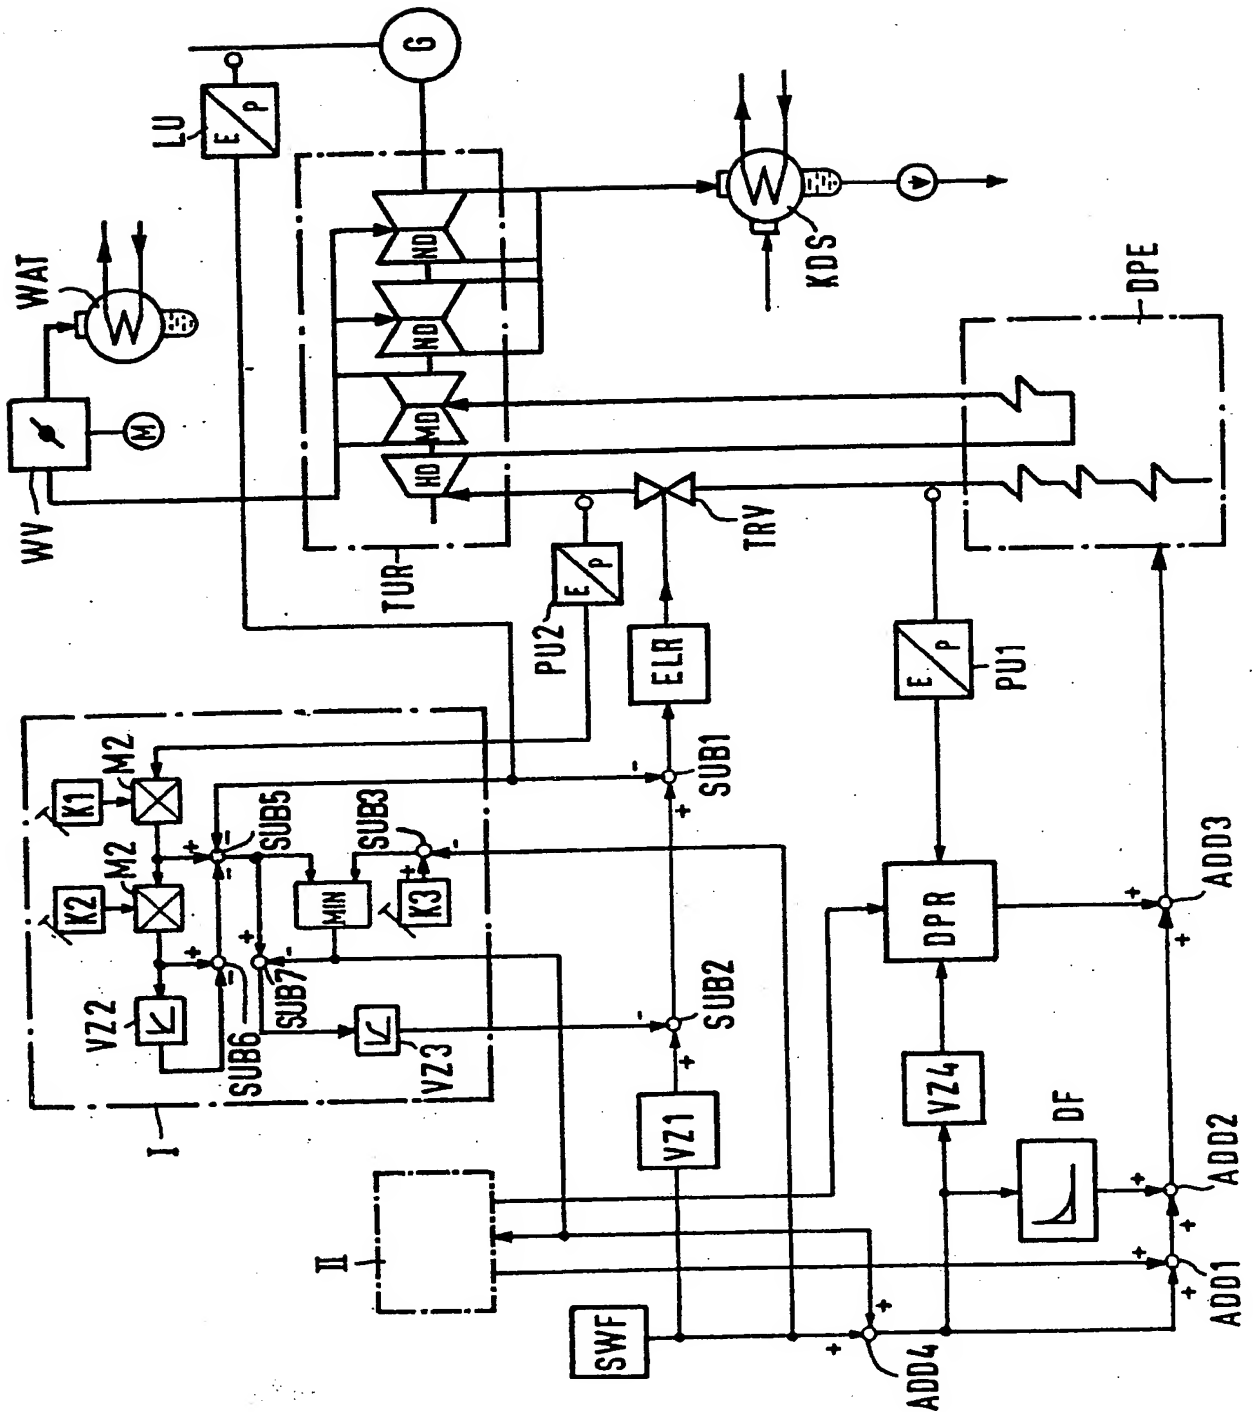 G
LU
E
P
WAT
W
WV
M
ND
ND
MD
HD
TUR
KDS
W
DPE
TRV
PU2
E
P
ELR
PU1
E
P
K1
M2
K2
M2
+
-
SUB5
-
MIN
SUB3
+
-
K3
VZ2
+
-
SUB6
+
-
SUB7
VZ3
I
-
SUB1
+
-
SUB2
+
VZ1
DPR
VZ4
DF
+
ADD3
+
+
ADD2
+
+
ADD1
+
II
SWF
+
+
ADD4